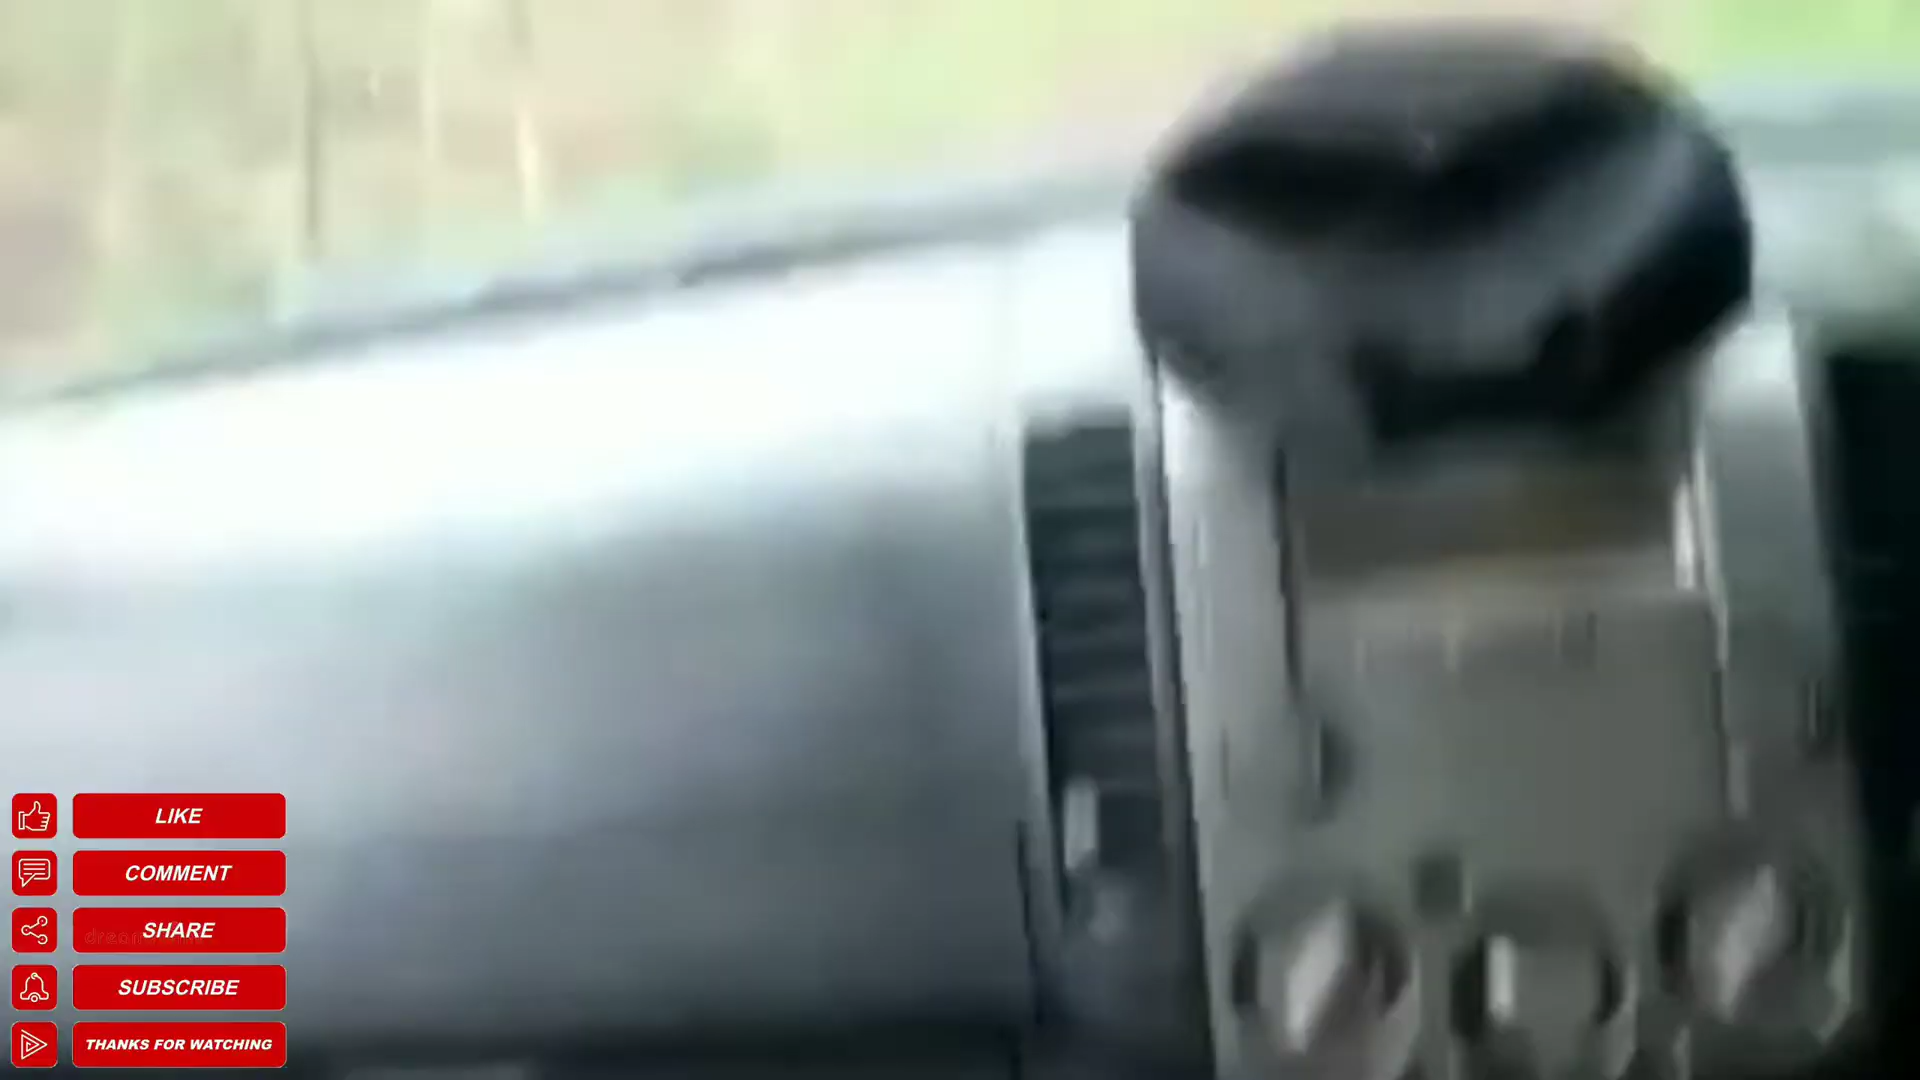 LIKE
COMMENT
SHARE
SUBSCRIBE
THANKS FOR WATCHING